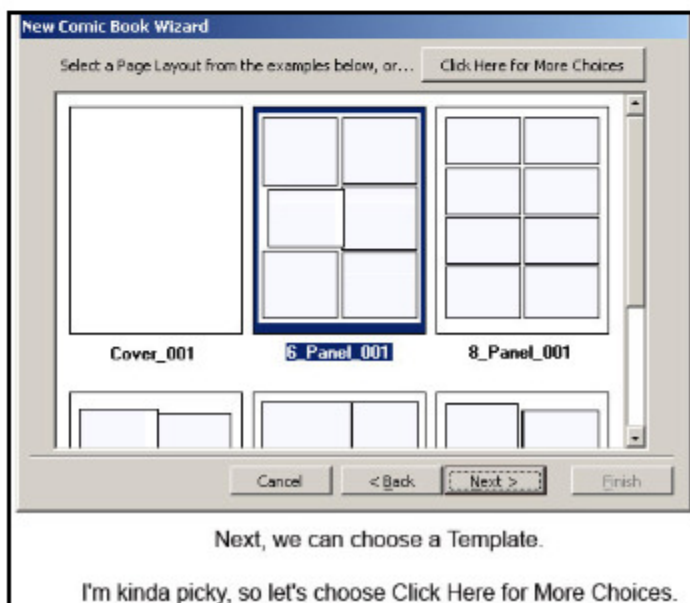 New Comic Book Wizard
Select a Page Layout from the examples below, or... Click Here for More Choices
Cover_001 6_Panel_001 8_Panel_001
Cancel < Back Next > Finish
Next, we can choose a Template.
I'm kinda picky, so let's choose Click Here for More Choices.